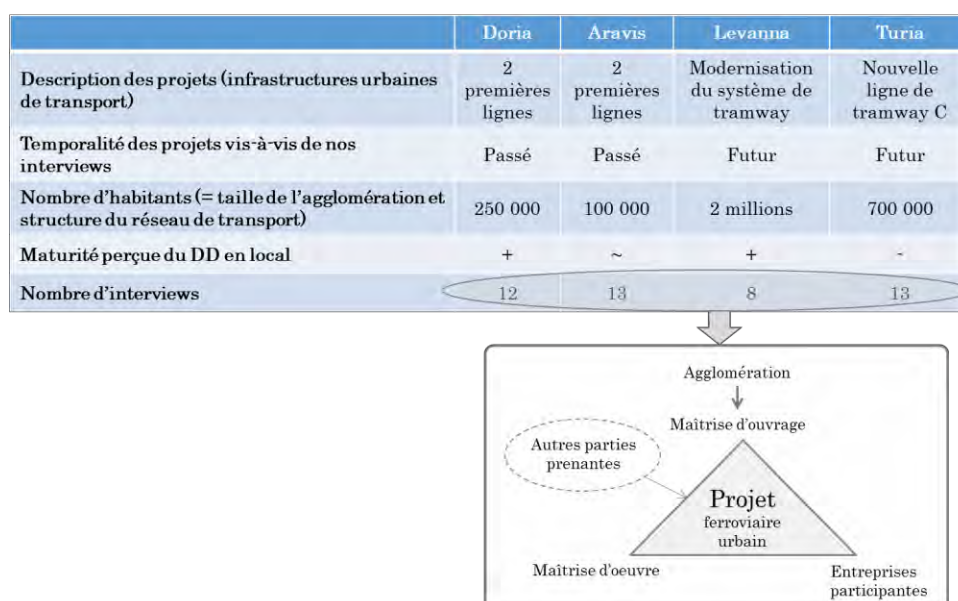 Doria Aravis Levanna Turia
Description des projets (infrastructures urbaines de transport) 2 premières lignes 2 premières lignes Modernisation du système de tramway Nouvelle ligne de tramway C
Temporalité des projets vis-à-vis de nos interviews Passé Passé Futur Futur
Nombre d'habitants (= taille de l'agglomération et structure du réseau de transport) 250 000 100 000 2 millions 700 000
Maturité perçue du DD en local + ~ + -
Nombre d'interviews 12 13 8 13
Agglomération
Maîtrise d'ouvrage
Autres parties
prenantes
Projet
ferroviaire
urbain
Maîtrise d'oeuvre
Entreprises
participantes